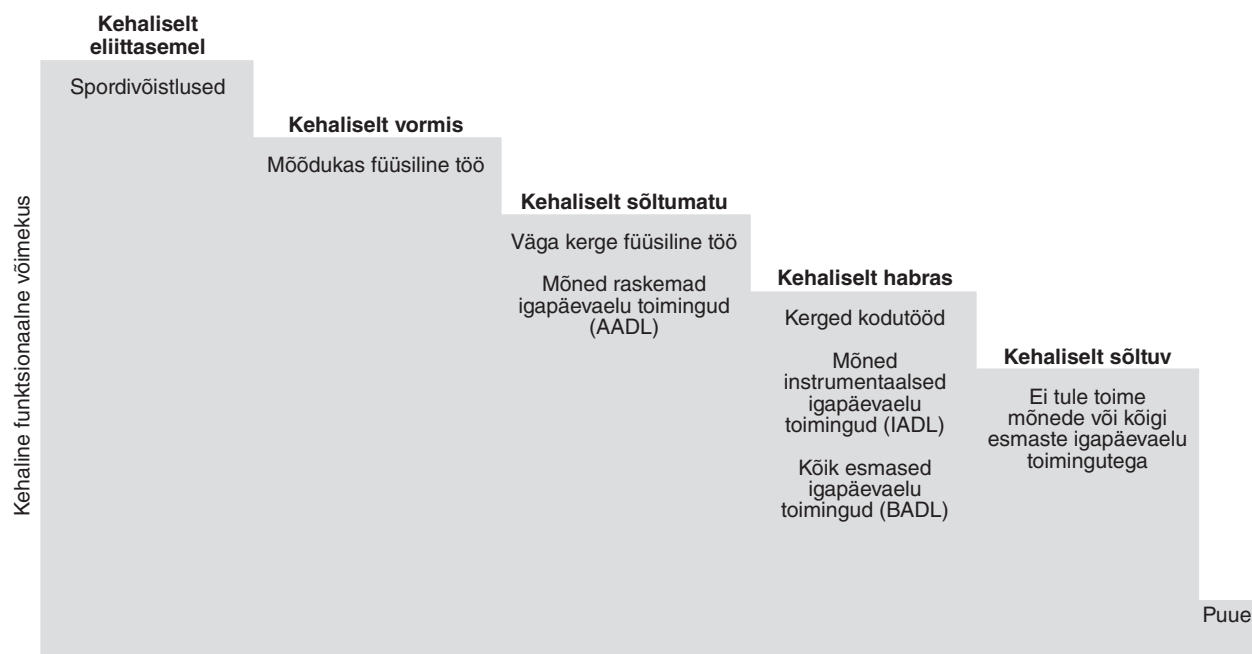 Kehaliselt
eliittasemel
Spordivõistlused
Kehaliselt vormis
Mõõdukas füüsiline töö
Kehaliselt sõltumatu
Väga kerge füüsiline töö
Mõned raskemad
igapäevaelu toimingud
(AADL)
Kehaliselt habras
Kerged kodutööd
Mõned
instrumentaalsed
igapäevaelu
toimingud (IADL)
Kõik esmased
igapäevaelu
toimingud (BADL)
Kehaliselt sõltuv
Ei tule toime
mõnede või kõigi
esmaste igapäevaelu
toimingutega
Puue
Kehaline funktsionaalne võimekus